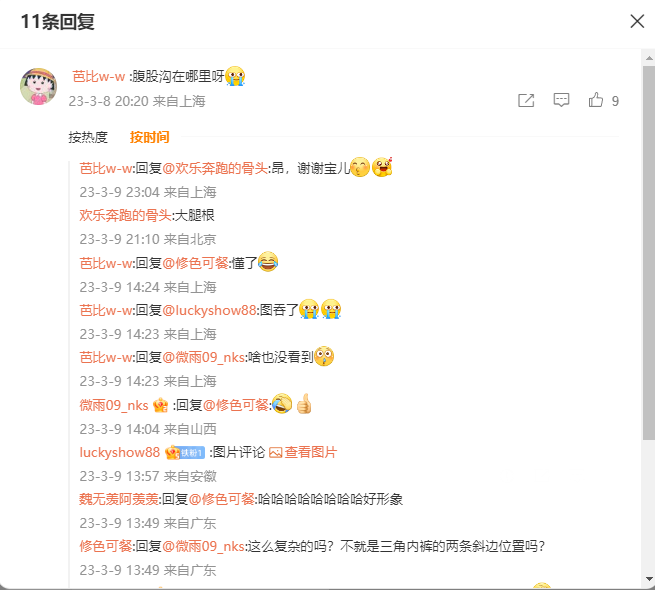 11条回复
芭比w-w :腹股沟在哪里呀😭
23-3-8 20:20 来自上海
9
按热度 按时间
芭比w-w:回复@欢乐奔跑的骨头:昂，谢谢宝儿
23-3-9 23:04 来自上海
欢乐奔跑的骨头:大腿根
23-3-9 21:10 来自北京
芭比w-w:回复@修色可餐:懂了😂
23-3-9 14:24 来自上海
芭比w-w:回复@luckyshow88:图吞了😭😭
23-3-9 14:23 来自上海
芭比w-w:回复@微雨09_nks:啥也没看到
23-3-9 14:23 来自上海
微雨09_nks :回复@修色可餐:🤣👍
23-3-9 14:04 来自山西
luckyshow88 铁粉1 :图片评论 查看图片
23-3-9 13:57 来自安徽
魏无羡阿羡羡:回复@修色可餐:哈哈哈哈哈哈哈哈好形象
23-3-9 13:49 来自广东
修色可餐:回复@微雨09_nks:这么复杂的吗？不就是三角内裤的两条斜边位置吗?
23-3-9 13:49 来自广东